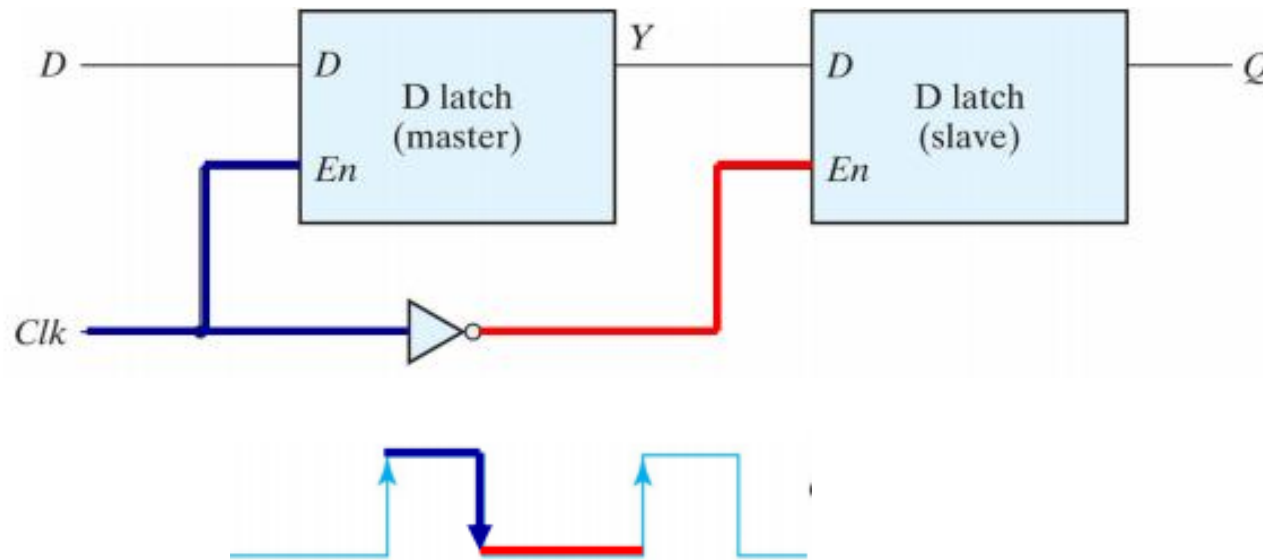 Y
D D D Q
D latch D latch
(master) (slave)
En En
Clk